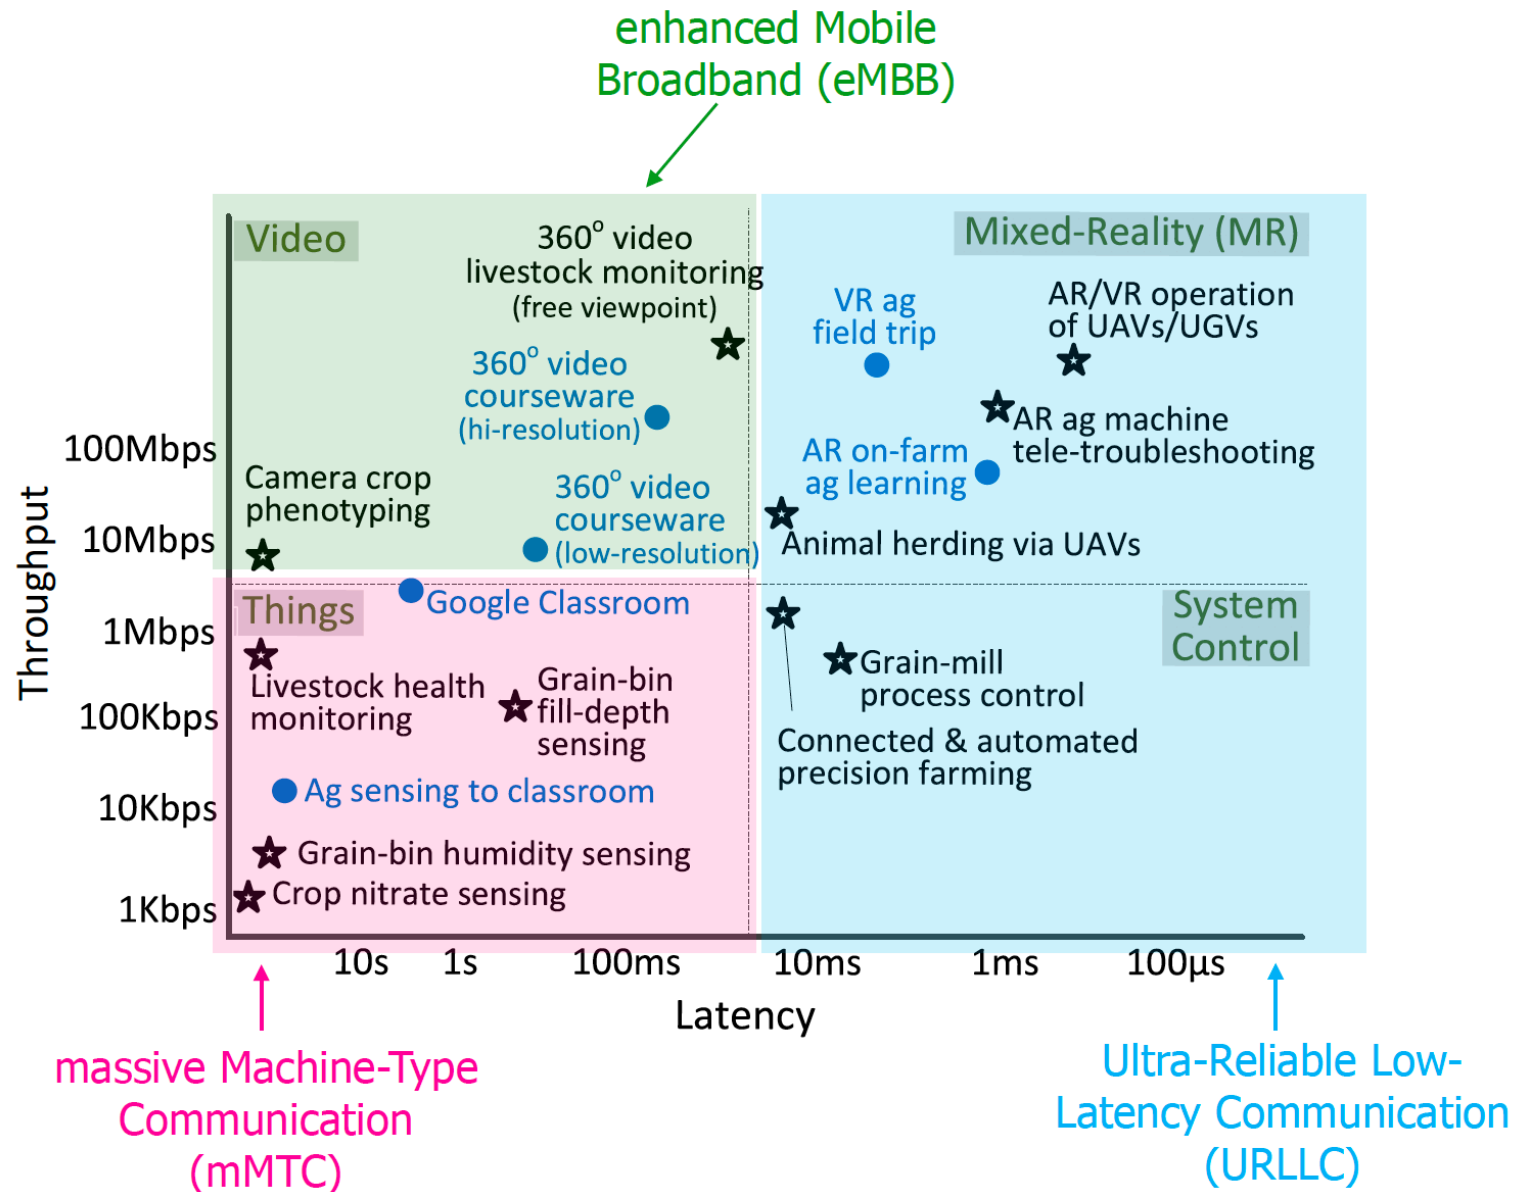 enhanced Mobile
Broadband (eMBB)
Video
360° video
livestock monitoring
(free viewpoint)
360° video
courseware
(hi-resolution)
Camera crop
phenotyping
360° video
courseware
(low-resolution)
Mixed-Reality (MR)
VR ag
field trip
AR/VR operation
of UAVs/UGVs
AR ag machine
tele-troubleshooting
AR on-farm
ag learning
Animal herding via UAVs
Things
Google Classroom
Livestock health
monitoring
Grain-bin
fill-depth
sensing
Ag sensing to classroom
Grain-bin humidity sensing
Crop nitrate sensing
System
Control
Grain-mill
process control
Connected & automated
precision farming
Throughput
100Mbps
10Mbps
1Mbps
100Kbps
10Kbps
1Kbps
10s
1s
100ms
10ms
1ms
100µs
Latency
massive Machine-Type
Communication
(mMTC)
Ultra-Reliable Low-
Latency Communication
(URLLC)